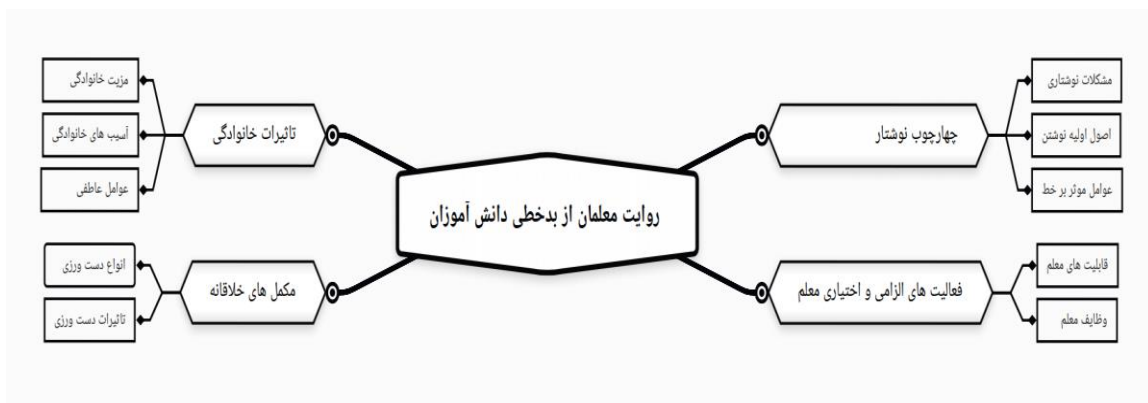 روایت معلمان از بدخطی دانش آموزان
چهارچوب نوشتار
مشکلات نوشتاری
اصول اولیه نوشتن
عوامل موثر بر خط
فعالیت های الزامی و اختیاری معلم
قابلیت های معلم
وظایف معلم
تاثیرات خانوادگی
مزیت خانوادگی
آسیب های خانوادگی
عوامل عاطفی
مکمل های خلاقانه
انواع دست ورزی
تاثیرات دست ورزی